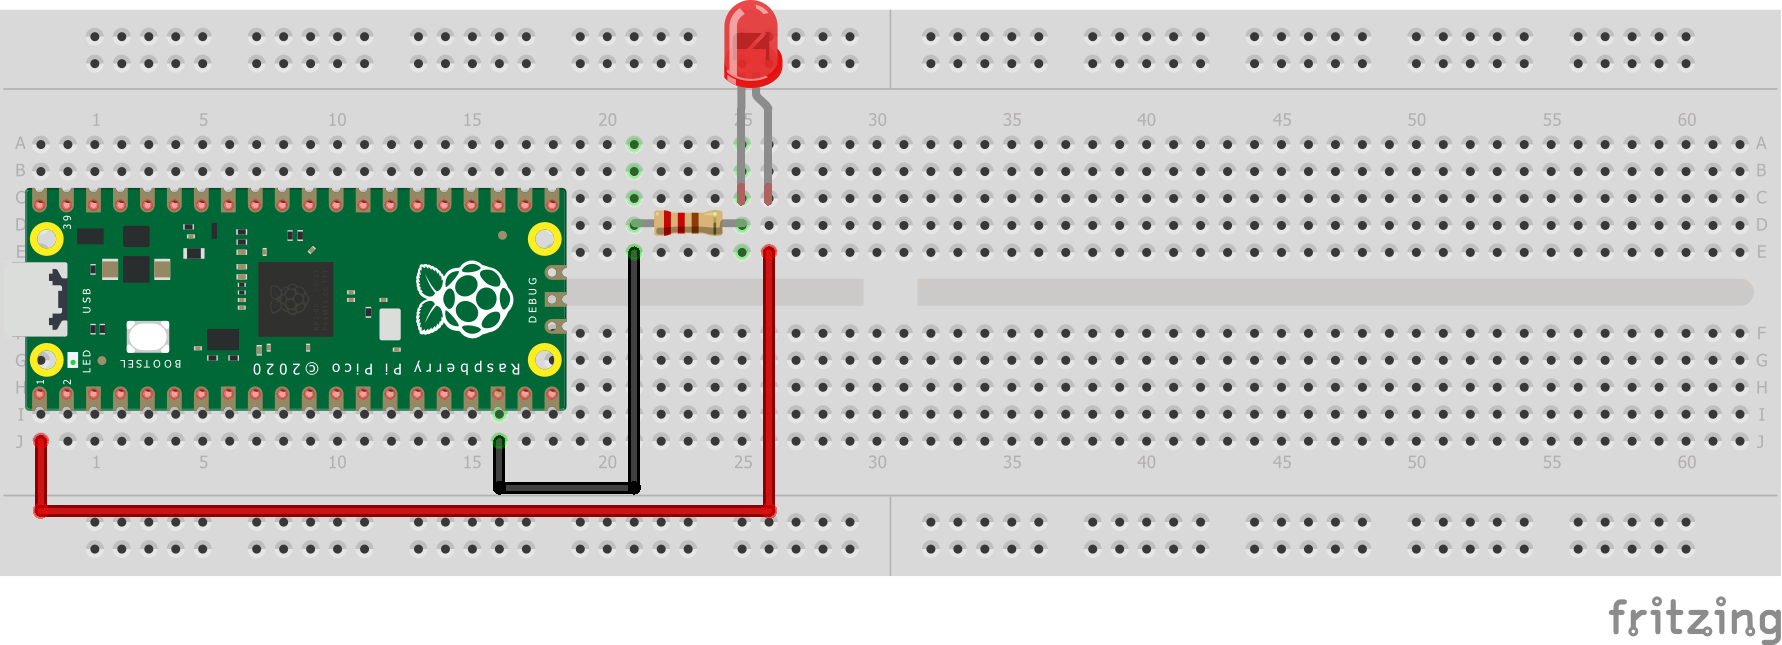 1 5 10 15 20 25 30 35 40 45 50 55 60
A A
B B
C C
39
D D
E E
USB
DEBUG
F F
LED
BOOTSEL
G G
Raspberry Pi Pico ©2020
1 2
H H
I I
J J
1 5 10 15 20 25 30 35 40 45 50 55 60
fritzing